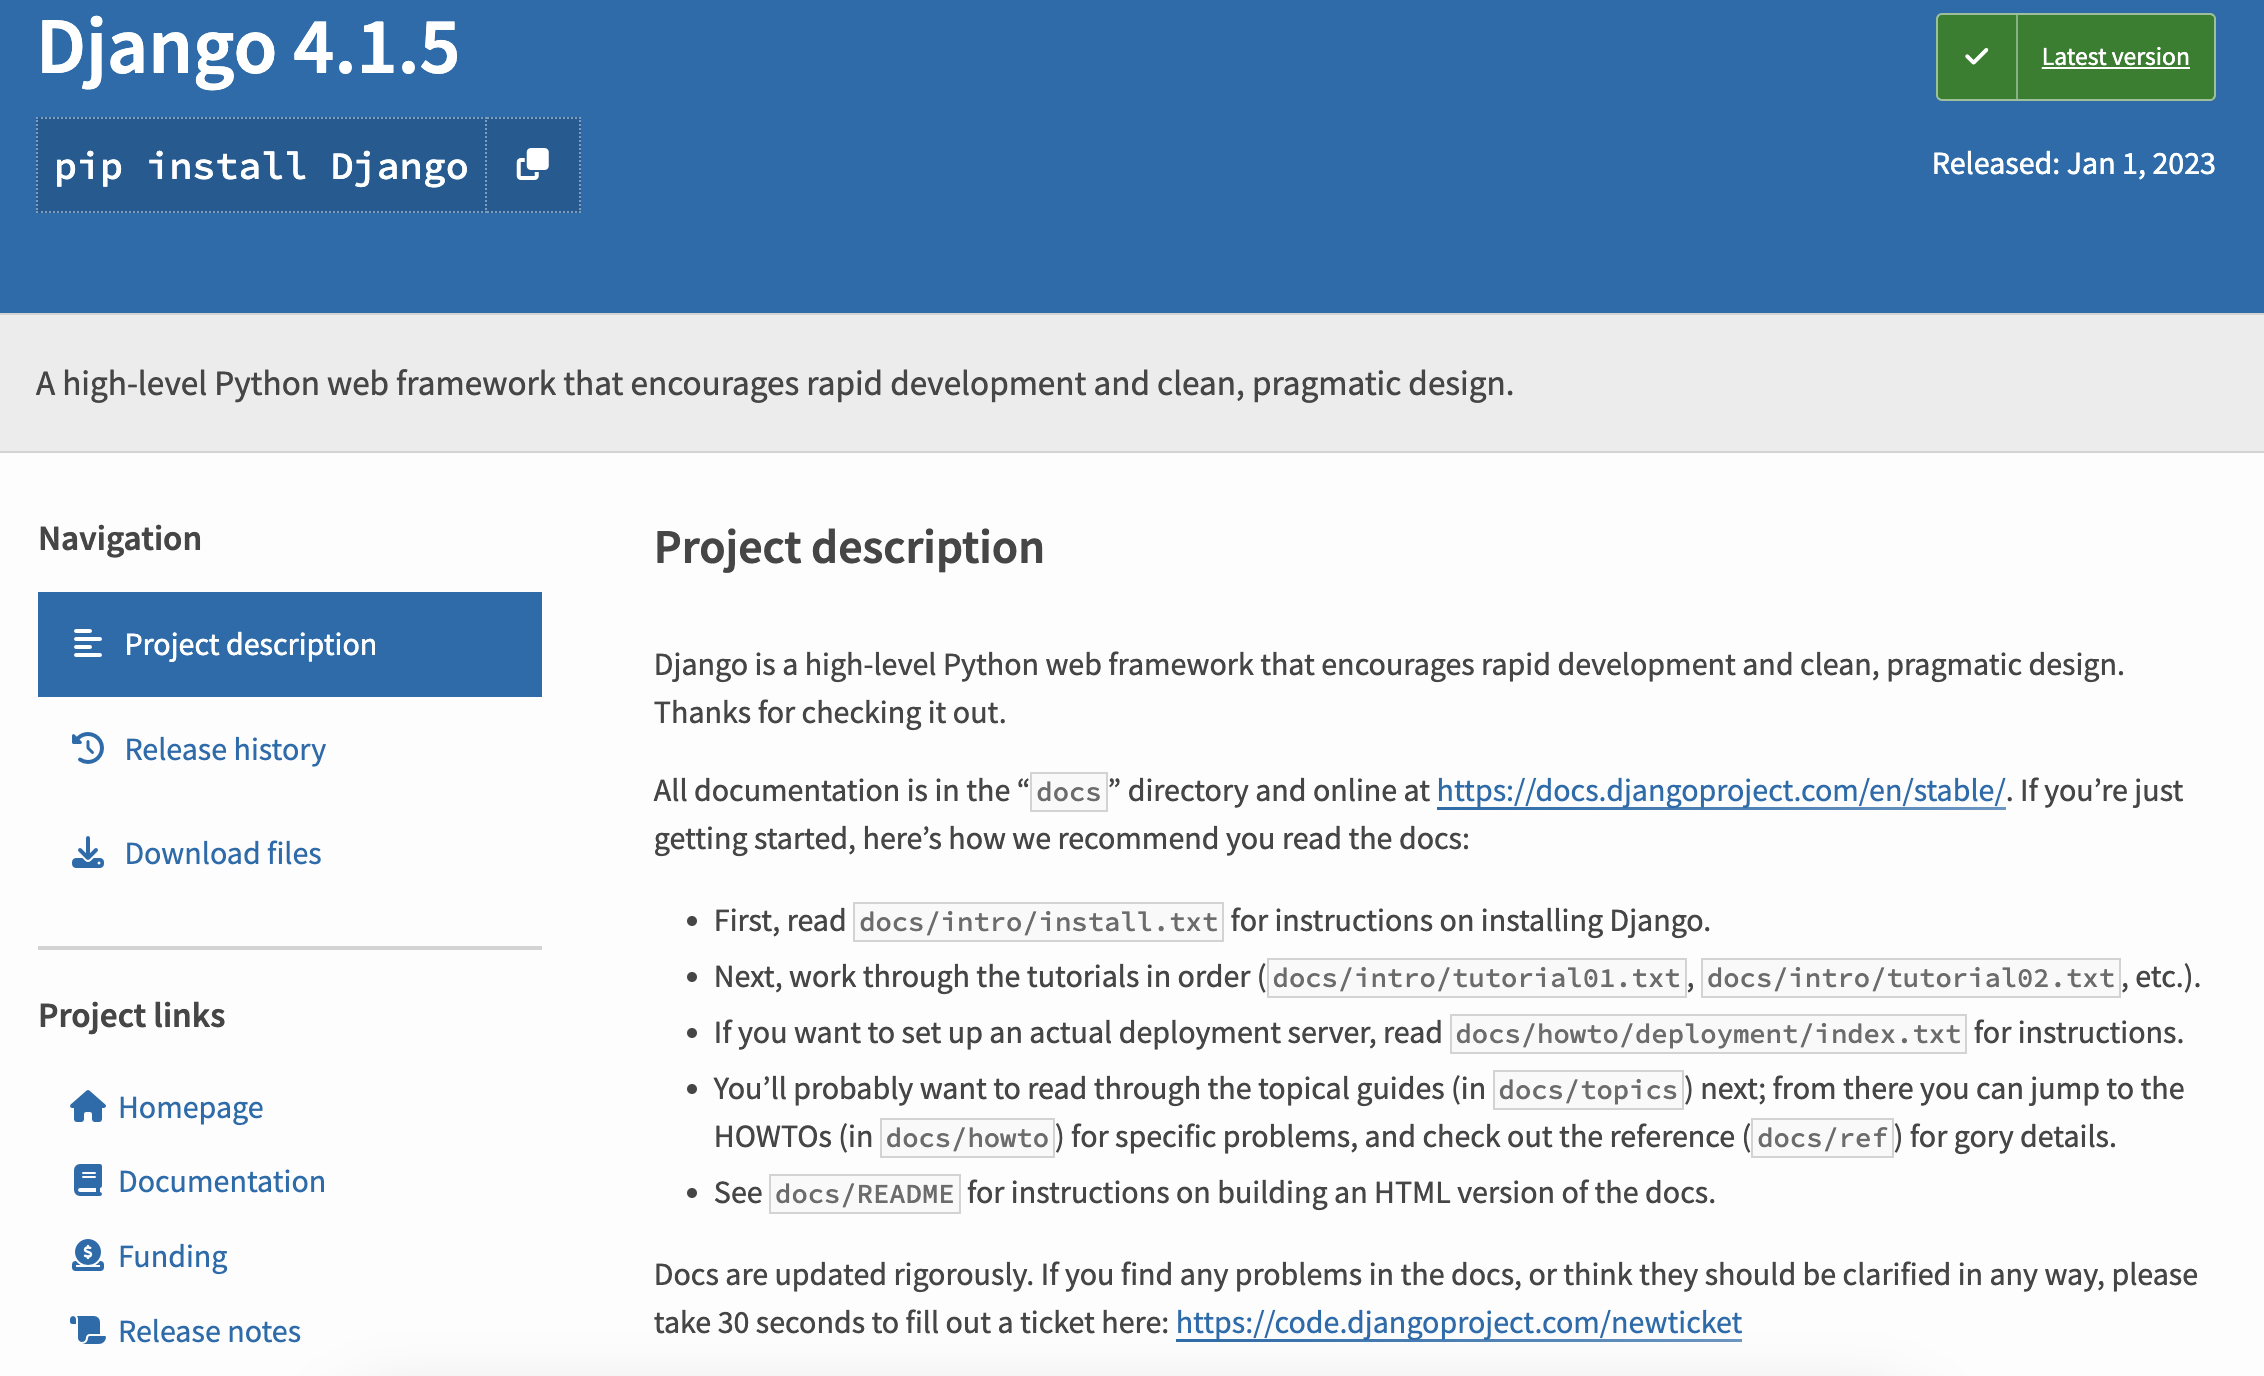 Django 4.1.5
Latest version
pip install Django
Released: Jan 1, 2023
A high-level Python web framework that encourages rapid development and clean, pragmatic design.
Navigation
Project description
Release history
Download files
Project links
Homepage
Documentation
Funding
Release notes
Project description
Django is a high-level Python web framework that encourages rapid development and clean, pragmatic design.
Thanks for checking it out.
All documentation is in the “docs” directory and online at https://docs.djangoproject.com/en/stable/. If you’re just
getting started, here’s how we recommend you read the docs:
• First, read docs/intro/install.txt for instructions on installing Django.
• Next, work through the tutorials in order (docs/intro/tutorial01.txt, docs/intro/tutorial02.txt, etc.).
• If you want to set up an actual deployment server, read docs/howto/deployment/index.txt for instructions.
• You’ll probably want to read through the topical guides (in docs/topics) next; from there you can jump to the
HOWTOs (in docs/howto) for specific problems, and check out the reference (docs/ref) for gory details.
• See docs/README for instructions on building an HTML version of the docs.
Docs are updated rigorously. If you find any problems in the docs, or think they should be clarified in any way, please
take 30 seconds to fill out a ticket here: https://code.djangoproject.com/newticket